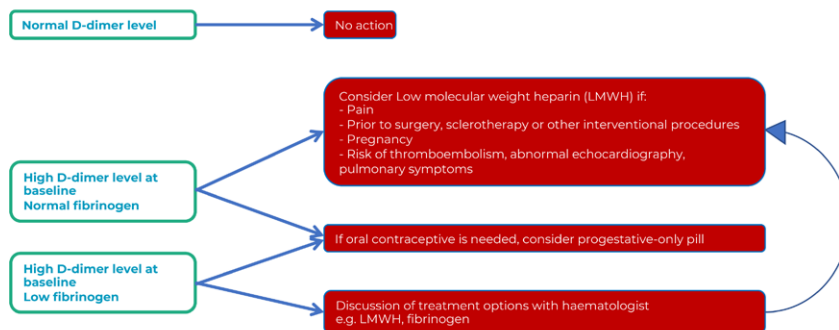 Normal D-dimer level
No action
Consider Low molecular weight heparin (LMWH) if:
- Pain
- Prior to surgery, sclerotherapy or other interventional procedures
- Pregnancy
- Risk of thromboembolism, abnormal echocardiography,
pulmonary symptoms
High D-dimer level at
baseline
Normal fibrinogen
If oral contraceptive is needed, consider progestative-only pill
High D-dimer level at
baseline
Low fibrinogen
Discussion of treatment options with haematologist
e.g. LMWH, fibrinogen